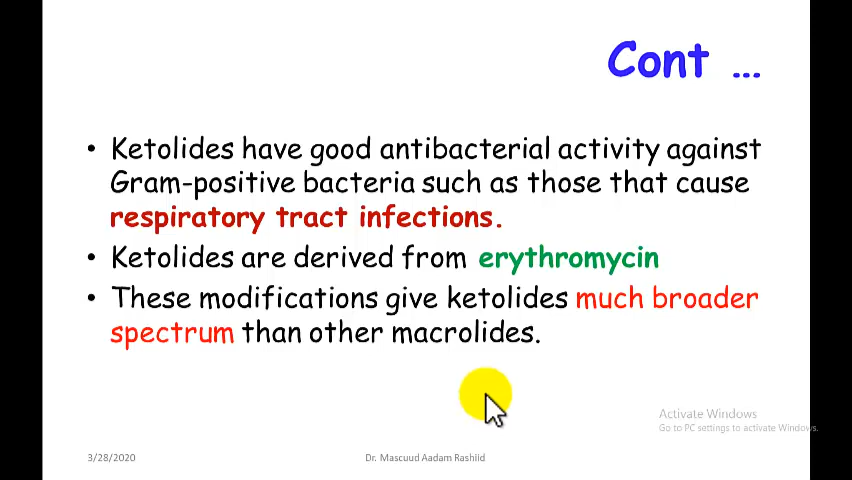 Cont ...
• Ketolides have good antibacterial activity against
Gram-positive bacteria such as those that cause
respiratory tract infections.
• Ketolides are derived from erythromycin
• These modifications give ketolides much broader
spectrum than other macrolides.
Activate Windows
Go to PC settings to activate Windows.
3/28/2020
Dr. Mascuud Aadam Rashiid